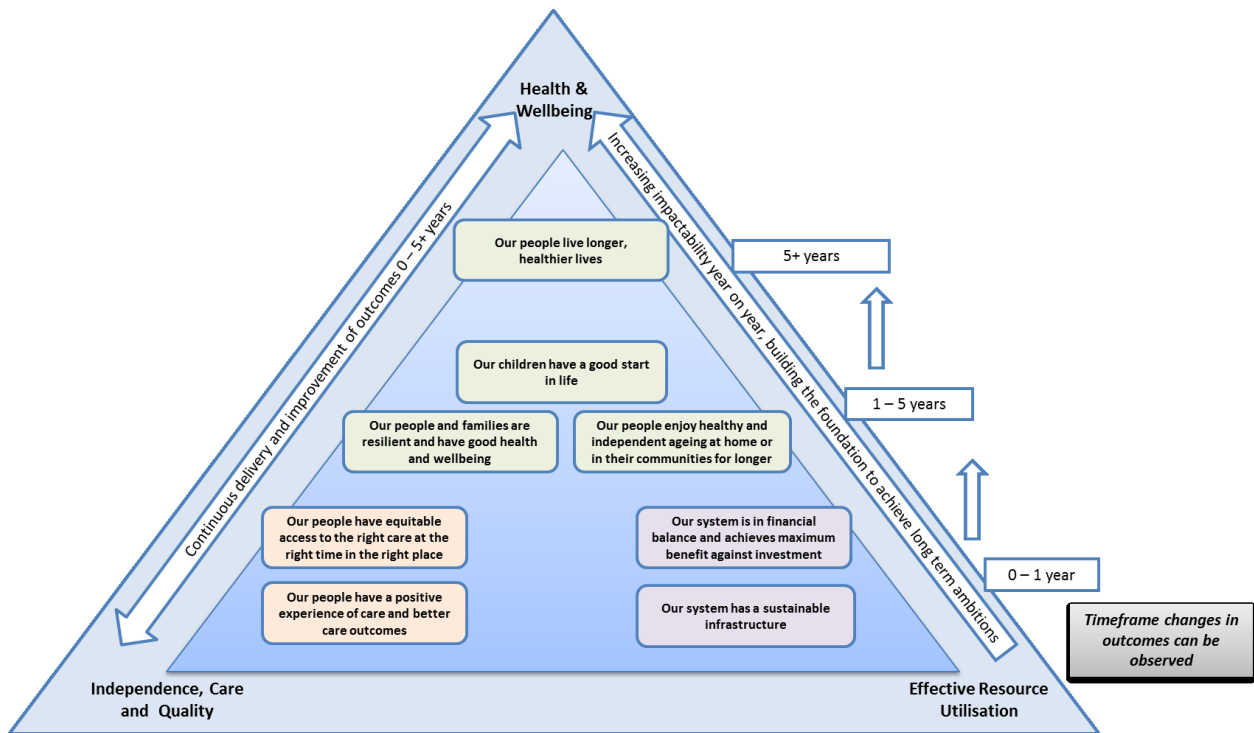 Health &
Wellbeing
Continuous delivery and improvement of outcomes 0 – 5+ years
Increasing impactability year on year, building the foundation to achieve long term ambitions
Our people live longer,
healthier lives
5+ years
Our children have a good start
in life
1 – 5 years
Our people and families are
resilient and have good health
and wellbeing
Our people enjoy healthy and
independent ageing at home or
in their communities for longer
Our people have equitable
access to the right care at the
right time in the right place
Our system is in financial
balance and achieves maximum
benefit against investment
0 – 1 year
Our people have a positive
experience of care and better
care outcomes
Our system has a sustainable
infrastructure
Timeframe changes in
outcomes can be
observed
Independence, Care
and Quality
Effective Resource
Utilisation